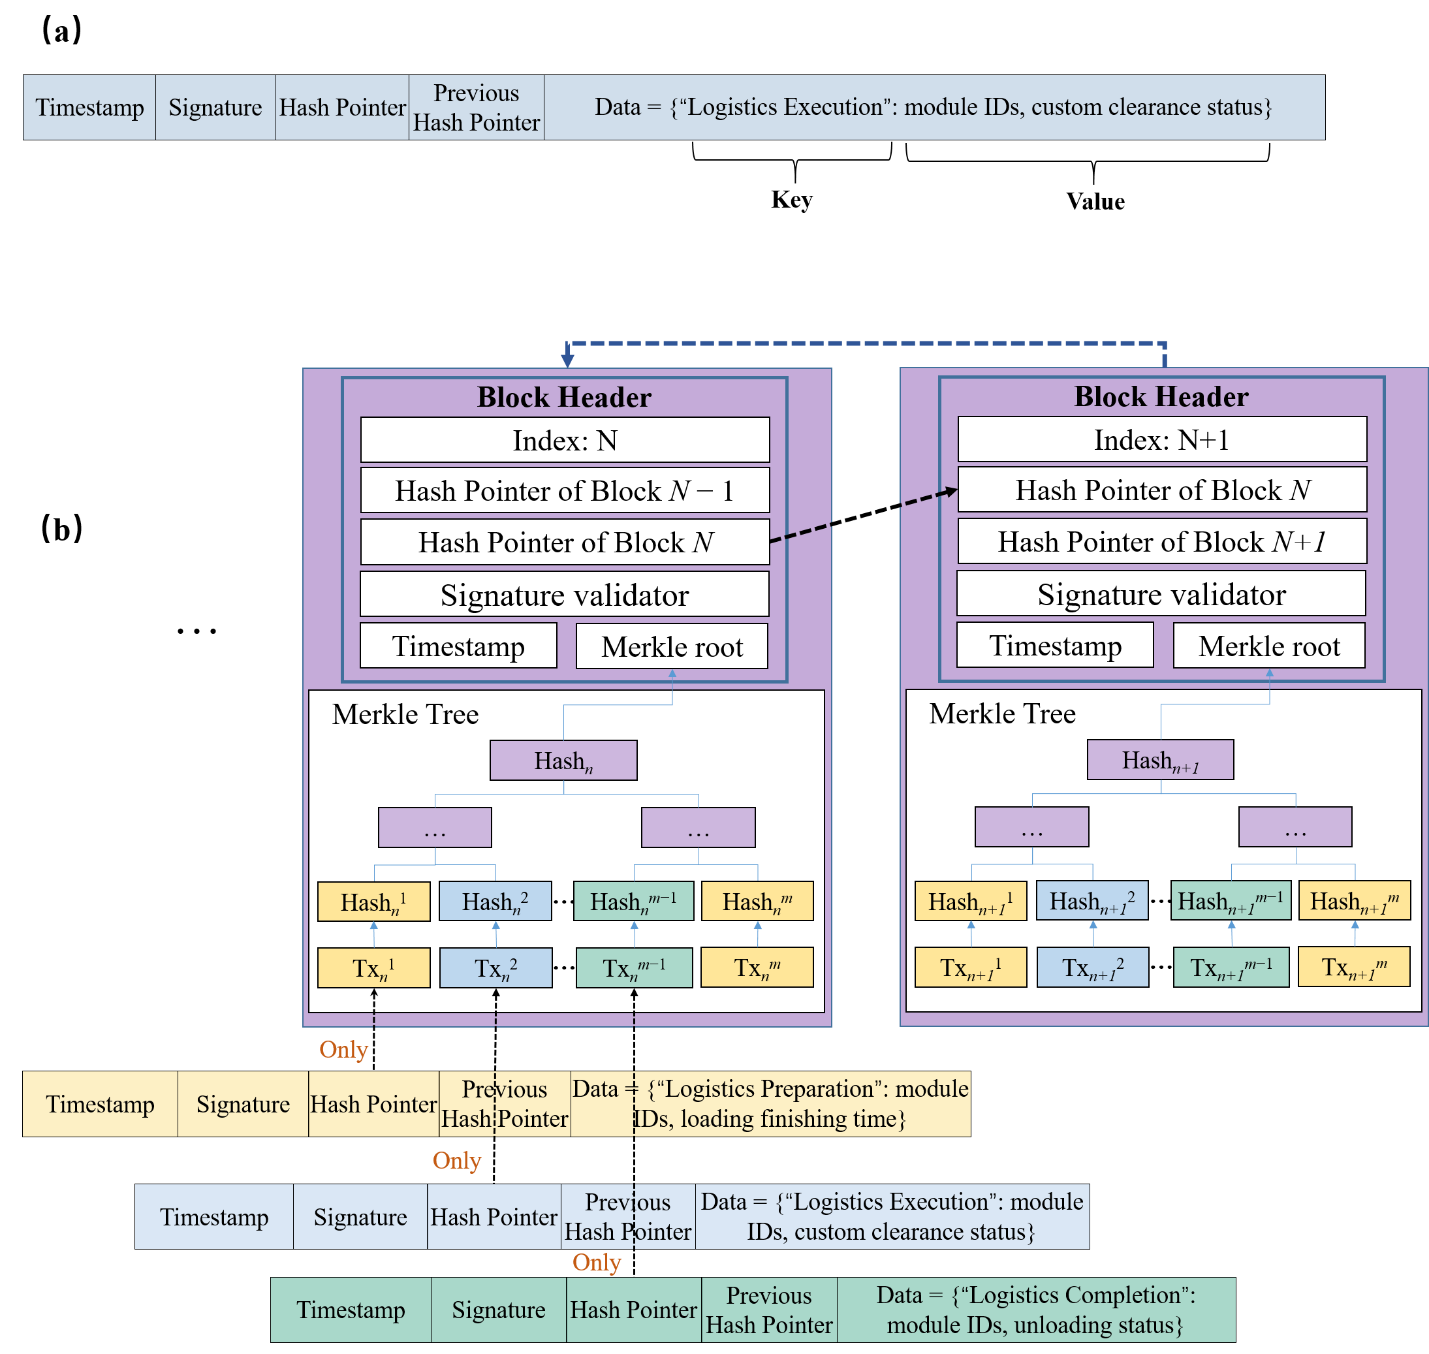 (a)
Timestamp
Signature
Hash Pointer
Previous
Hash Pointer
Data = {“Logistics Execution”: module IDs, custom clearance status}
Key
Value
(b)
…
Block Header
Index: N
Hash Pointer of Block N − 1
Hash Pointer of Block N
Signature validator
Timestamp
Merkle root
Merkle Tree
Hashₙ
…
…
Hashₙ¹
Hashₙ²
…
Hashₙᵐ⁻¹
Hashₙᵐ
Txₙ¹
Txₙ²
…
Txₙᵐ⁻¹
Txₙᵐ
Block Header
Index: N+1
Hash Pointer of Block N
Hash Pointer of Block N+1
Signature validator
Timestamp
Merkle root
Merkle Tree
Hashₙ₊₁
…
…
Hashₙ₊₁¹
Hashₙ₊₁²
…
Hashₙ₊₁ᵐ⁻¹
Hashₙ₊₁ᵐ
Txₙ₊₁¹
Txₙ₊₁²
…
Txₙ₊₁ᵐ⁻¹
Txₙ₊₁ᵐ
Only
Timestamp
Signature
Hash Pointer
Previous
Hash Pointer
Data = {“Logistics Preparation”: module
IDs, loading finishing time}
Only
Timestamp
Signature
Hash Pointer
Previous
Hash Pointer
Data = {“Logistics Execution”: module
IDs, custom clearance status}
Only
Timestamp
Signature
Hash Pointer
Previous
Hash Pointer
Data = {“Logistics Completion”:
module IDs, unloading status}